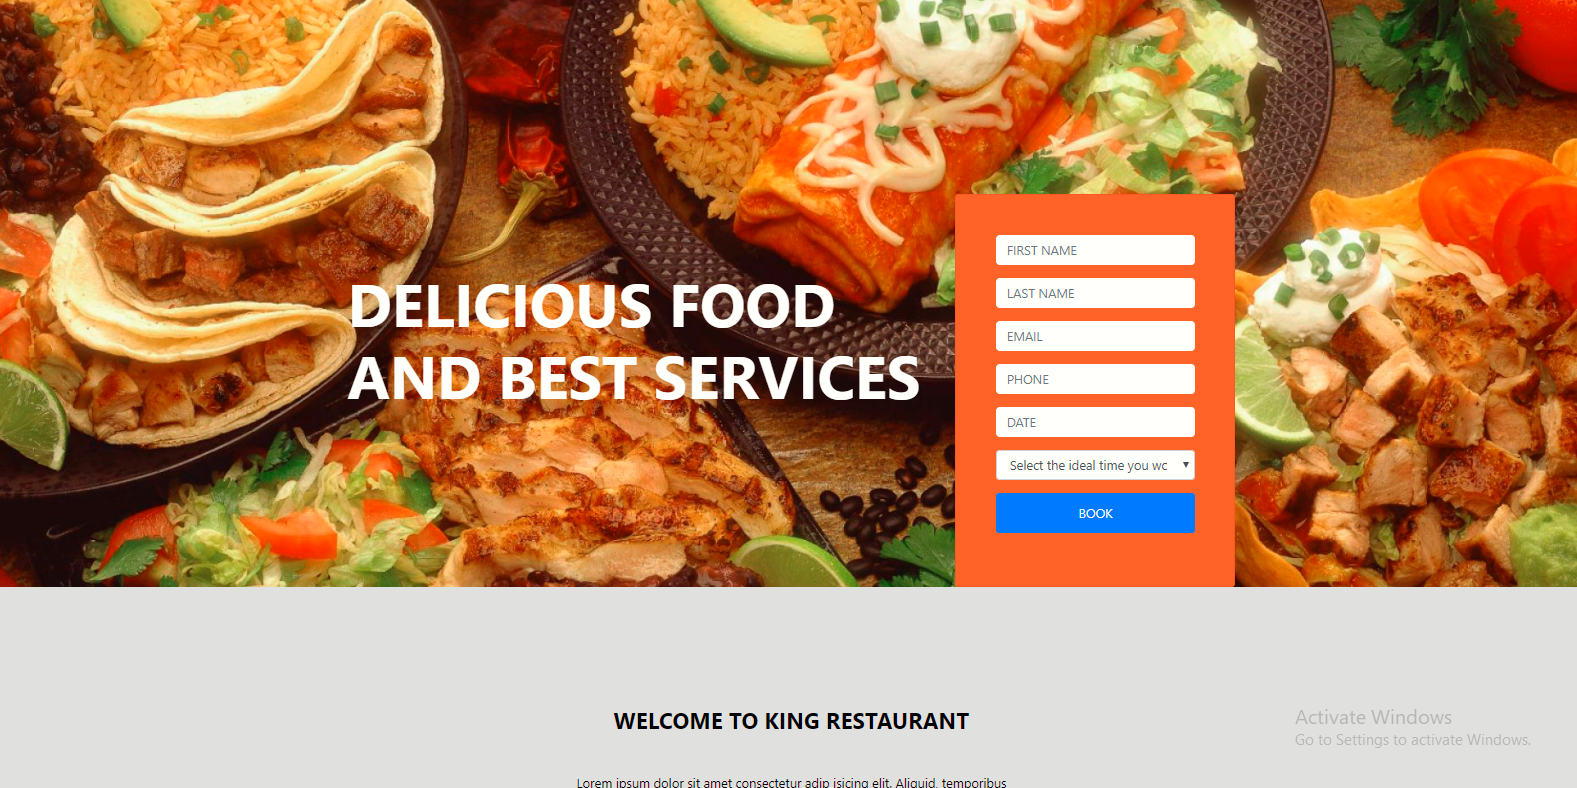 DELICIOUS FOOD
AND BEST SERVICES
FIRST NAME
LAST NAME
EMAIL
PHONE
DATE
Select the ideal time you wc
BOOK
WELCOME TO KING RESTAURANT
Activate Windows
Go to Settings to activate Windows.
Lorem ipsum dolor sit amet consectetur adip isicing elit. Aliquid, temporibus